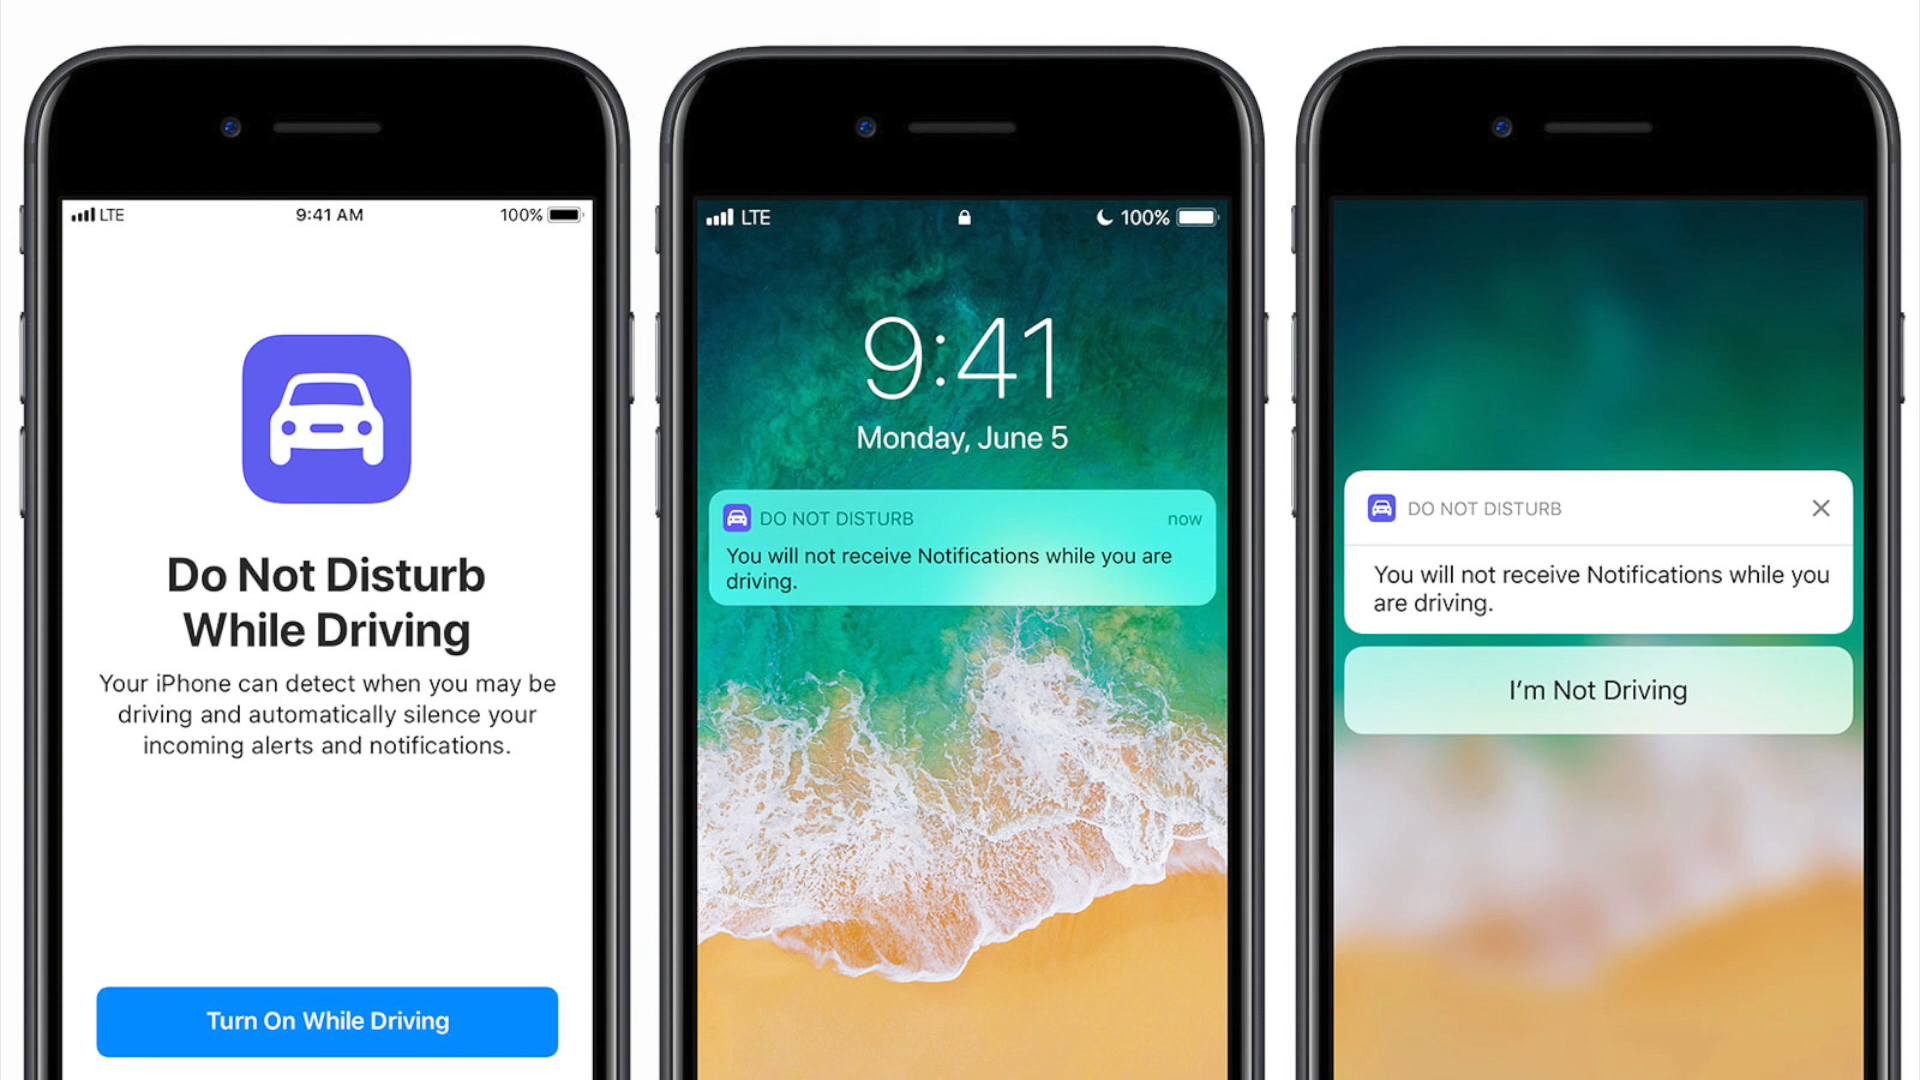 LTE 9:41 AM 100%
Do Not Disturb
While Driving
Your iPhone can detect when you may be
driving and automatically silence your
incoming alerts and notifications.
Turn On While Driving
LTE 100%
9:41
Monday, June 5
DO NOT DISTURB now
You will not receive Notifications while you are
driving.
DO NOT DISTURB
You will not receive Notifications while you
are driving.
I’m Not Driving